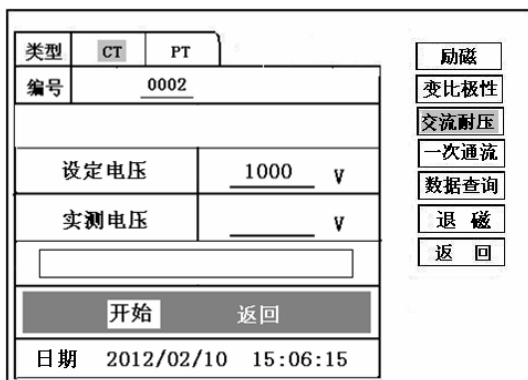 类型 CT PT
编号 0002
设定电压 1000 V
实测电压 V
开始 返回
日期 2012/02/10 15:06:15
励磁
变比极性
交流耐压
一次通流
数据查询
退 磁
返 回